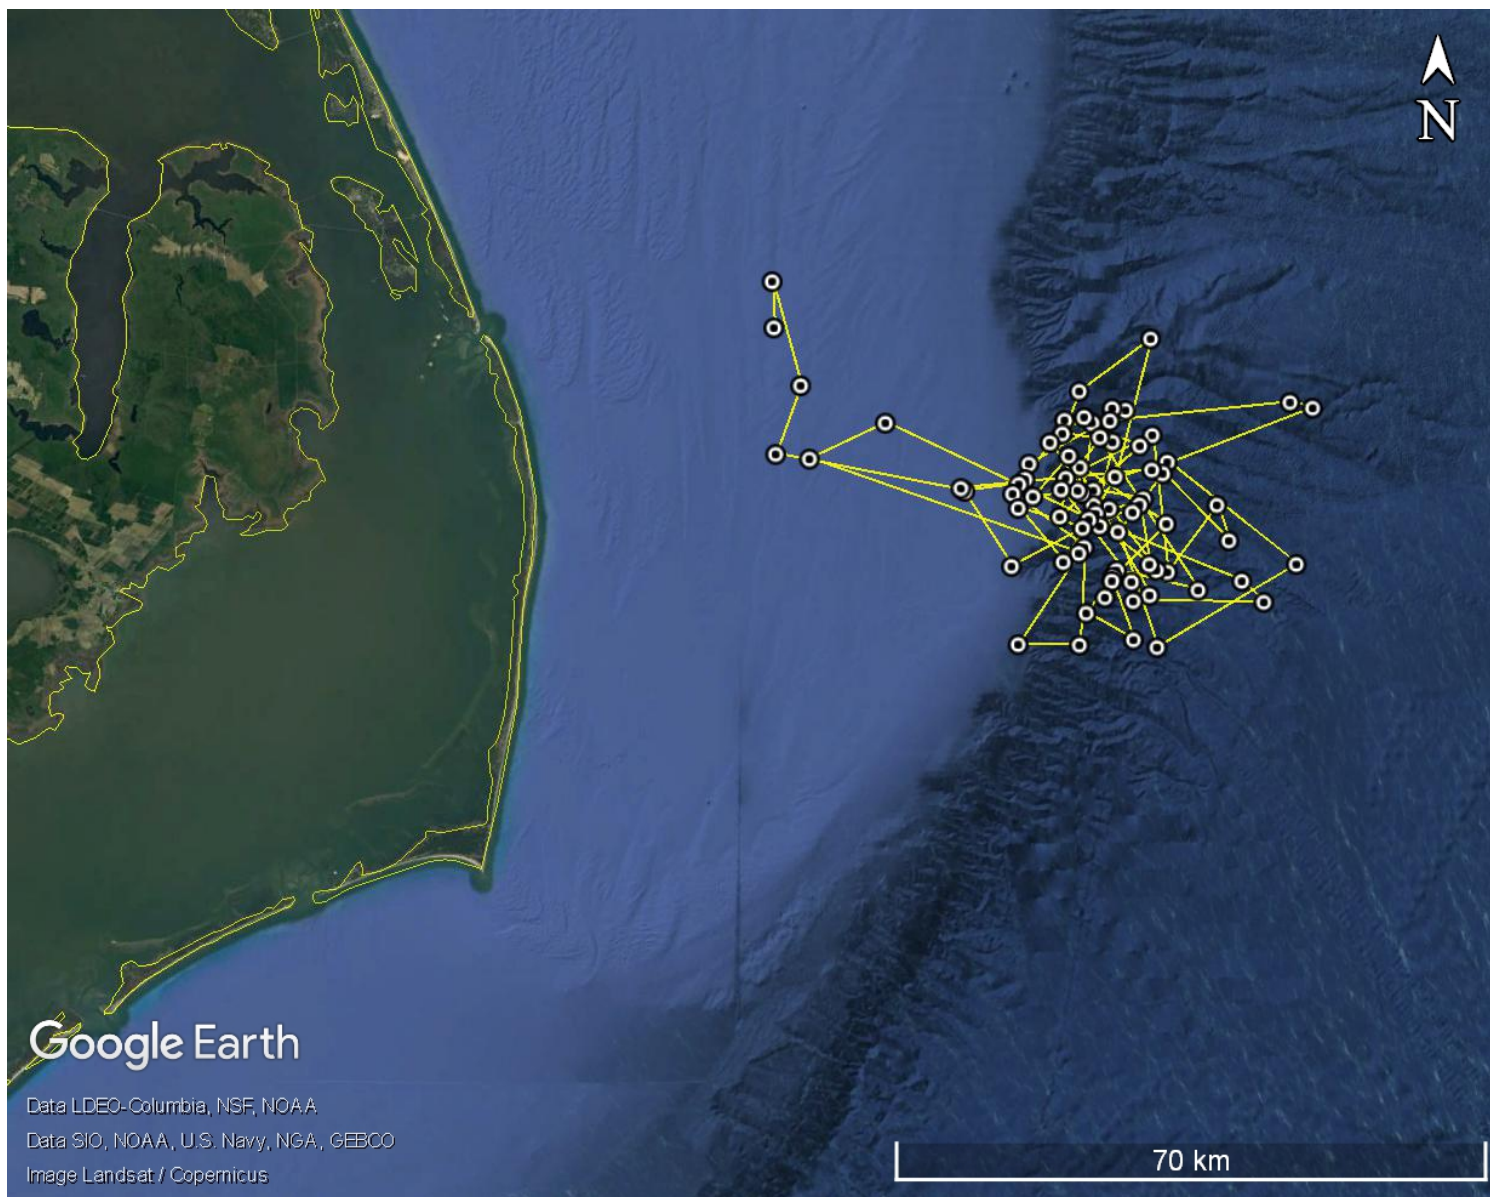 N
Google Earth
Data LDEO-Columbia, NSF, NOAA
Data SIO, NOAA, U.S. Navy, NGA, GEBCO
Image Landsat / Copernicus
70 km